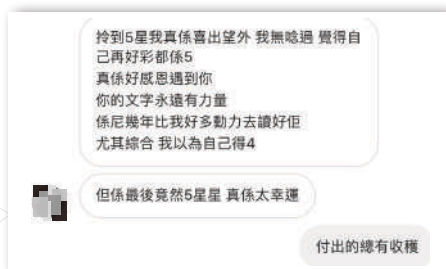 拎到5星我真係喜出望外 我無唸過 覺得自
己再好彩都係5
真係好感恩遇到你
你的文字永遠有力量
係尼幾年比我好多動力去讀好佢
尤其綜合 我以為自己得4
但係最後竟然5星星 真係太幸運
付出的總有收穫